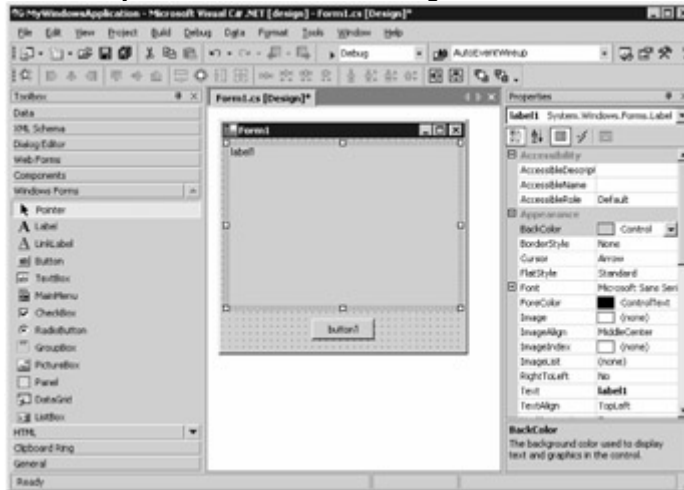 MyWindowsApplication - Microsoft Visual C# .NET [design] - Form1.cs [Design]*
File Edit View Project Build Debug Data Format Tools Window Help
Debug
AutoEventWireup
Toolbox
Data
XML Schema
Dialog Editor
Web Forms
Components
Windows Forms
Pointer
Label
LinkLabel
Button
TextBox
MainMenu
CheckBox
RadioButton
GroupBox
PictureBox
Panel
DataGrid
ListBox
HTML
Clipboard Ring
General
Form1.cs [Design]*
Form1
label1
button1
Properties
label1 System.Windows.Forms.Label
Accessibility
AccessibleDescripl
AccessibleName
AccessibleRole Default
Appearance
BackColor Control
BorderStyle None
Cursor Arrow
FlatStyle Standard
Font Microsoft Sans Seri
ForeColor ControlText
Image (none)
ImageAlign MiddleCenter
ImageIndex (none)
ImageList (none)
RightToLeft No
Text label1
TextAlign TopLeft
BackColor
The background color used to display
text and graphics in the control.
Ready